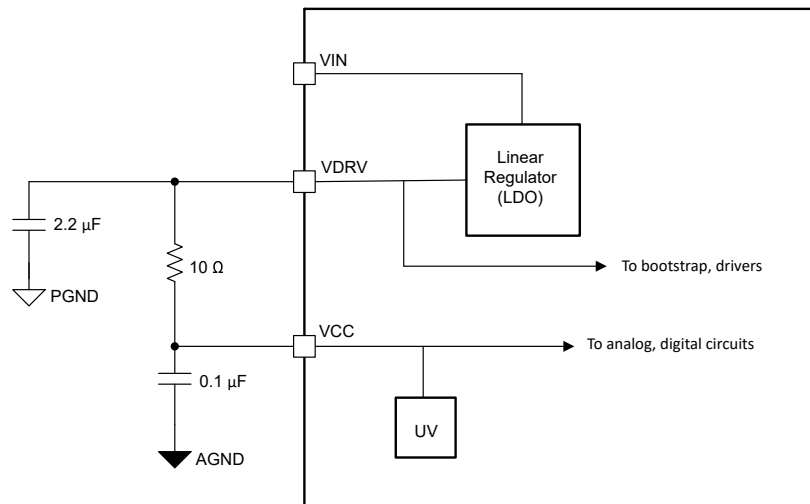 VIN
VDRV
Linear
Regulator
(LDO)
2.2 µF
To bootstrap, drivers
10 Ω
PGND
VCC
To analog, digital circuits
0.1 µF
UV
AGND